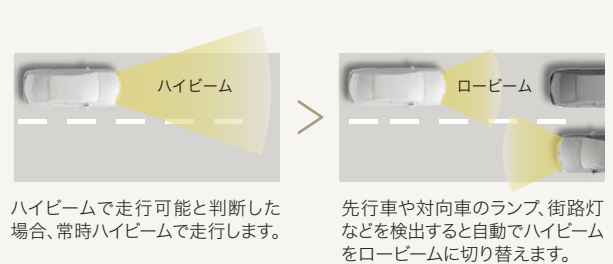 ハイビーム
ハイビームで走行可能と判断した
場合、常時ハイビームで走行します。
ロービーム
先行車や対向車のランプ、街路灯
などを検出すると自動でハイビーム
をロービームに切り替えます。